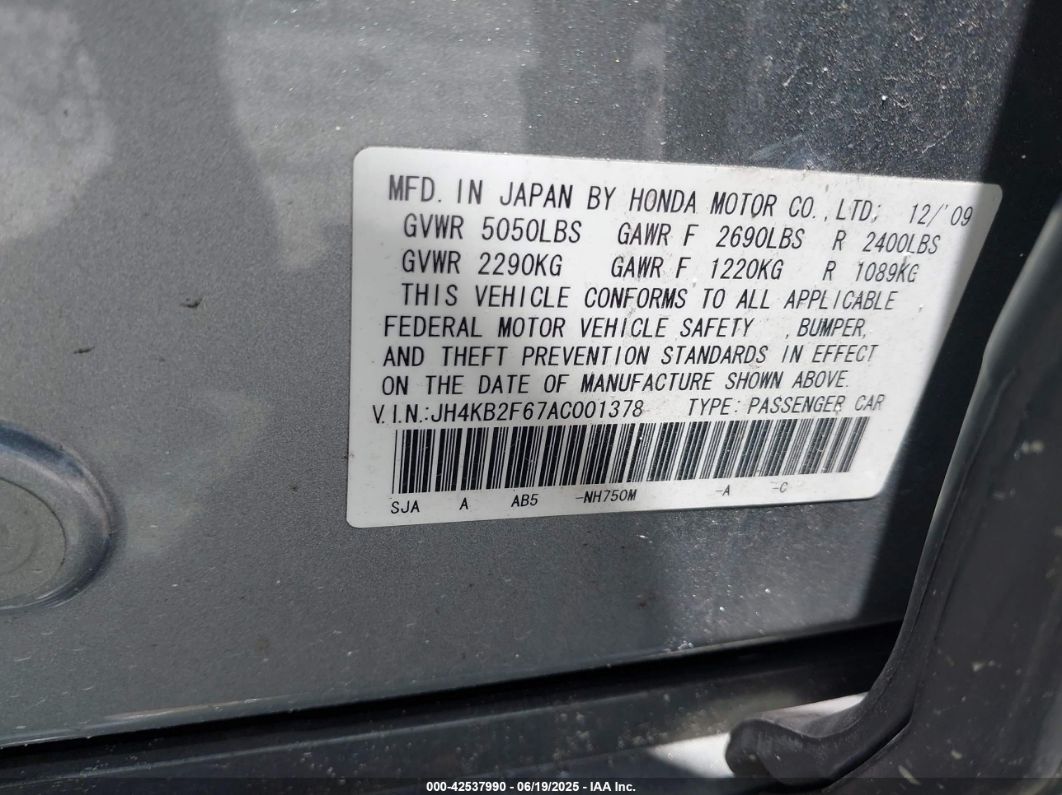 MFD. IN JAPAN BY HONDA MOTOR CO., LTD; 12/'09
GVWR 5050LBS GAWR F 2690LBS R 2400LBS
GVWR 2290KG GAWR F 1220KG R 1089KG
THIS VEHICLE CONFORMS TO ALL APPLICABLE
FEDERAL MOTOR VEHICLE SAFETY , BUMPER,
AND THEFT PREVENTION STANDARDS IN EFFECT
ON THE DATE OF MANUFACTURE SHOWN ABOVE.
V.I.N.:JH4KB2F67AC001378 TYPE: PASSENGER CAR
SJA A AB5 -NH750M -A -C
000-42537990 - 06/19/2025 - IAA Inc.